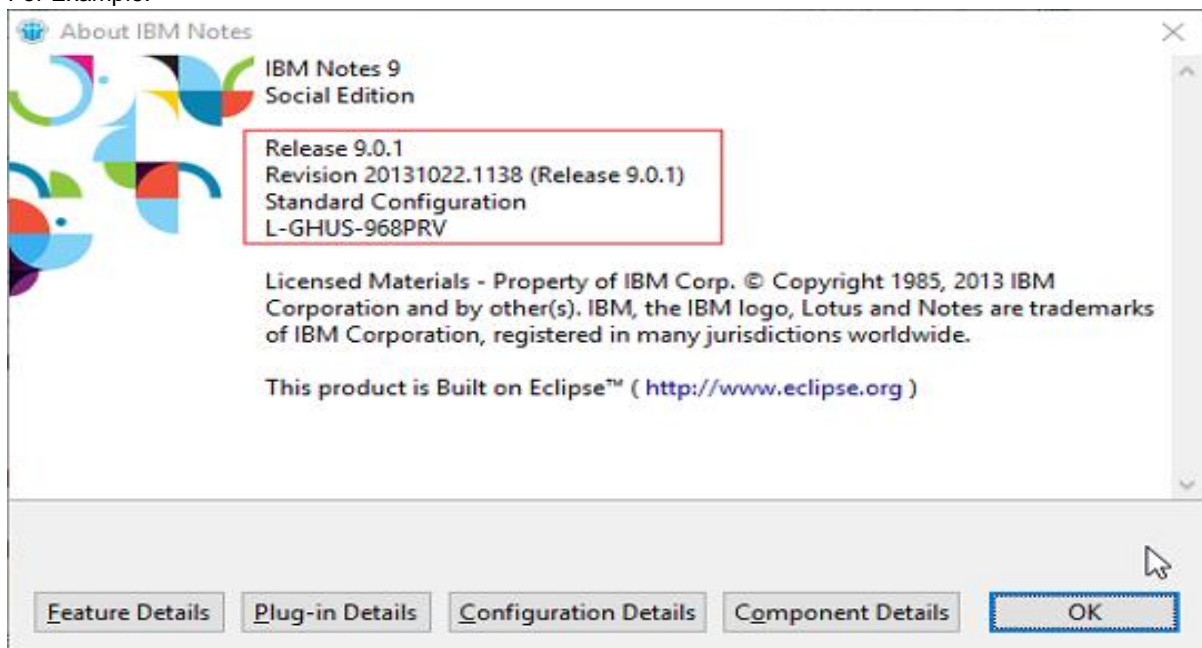 For Example:
About IBM Notes
IBM Notes 9
Social Edition
Release 9.0.1
Revision 20131022.1138 (Release 9.0.1)
Standard Configuration
L-GHUS-968PRV
Licensed Materials - Property of IBM Corp. © Copyright 1985, 2013 IBM
Corporation and by other(s). IBM, the IBM logo, Lotus and Notes are trademarks
of IBM Corporation, registered in many jurisdictions worldwide.
This product is Built on Eclipse™ ( http://www.eclipse.org )
Feature Details Plug-in Details Configuration Details Component Details OK